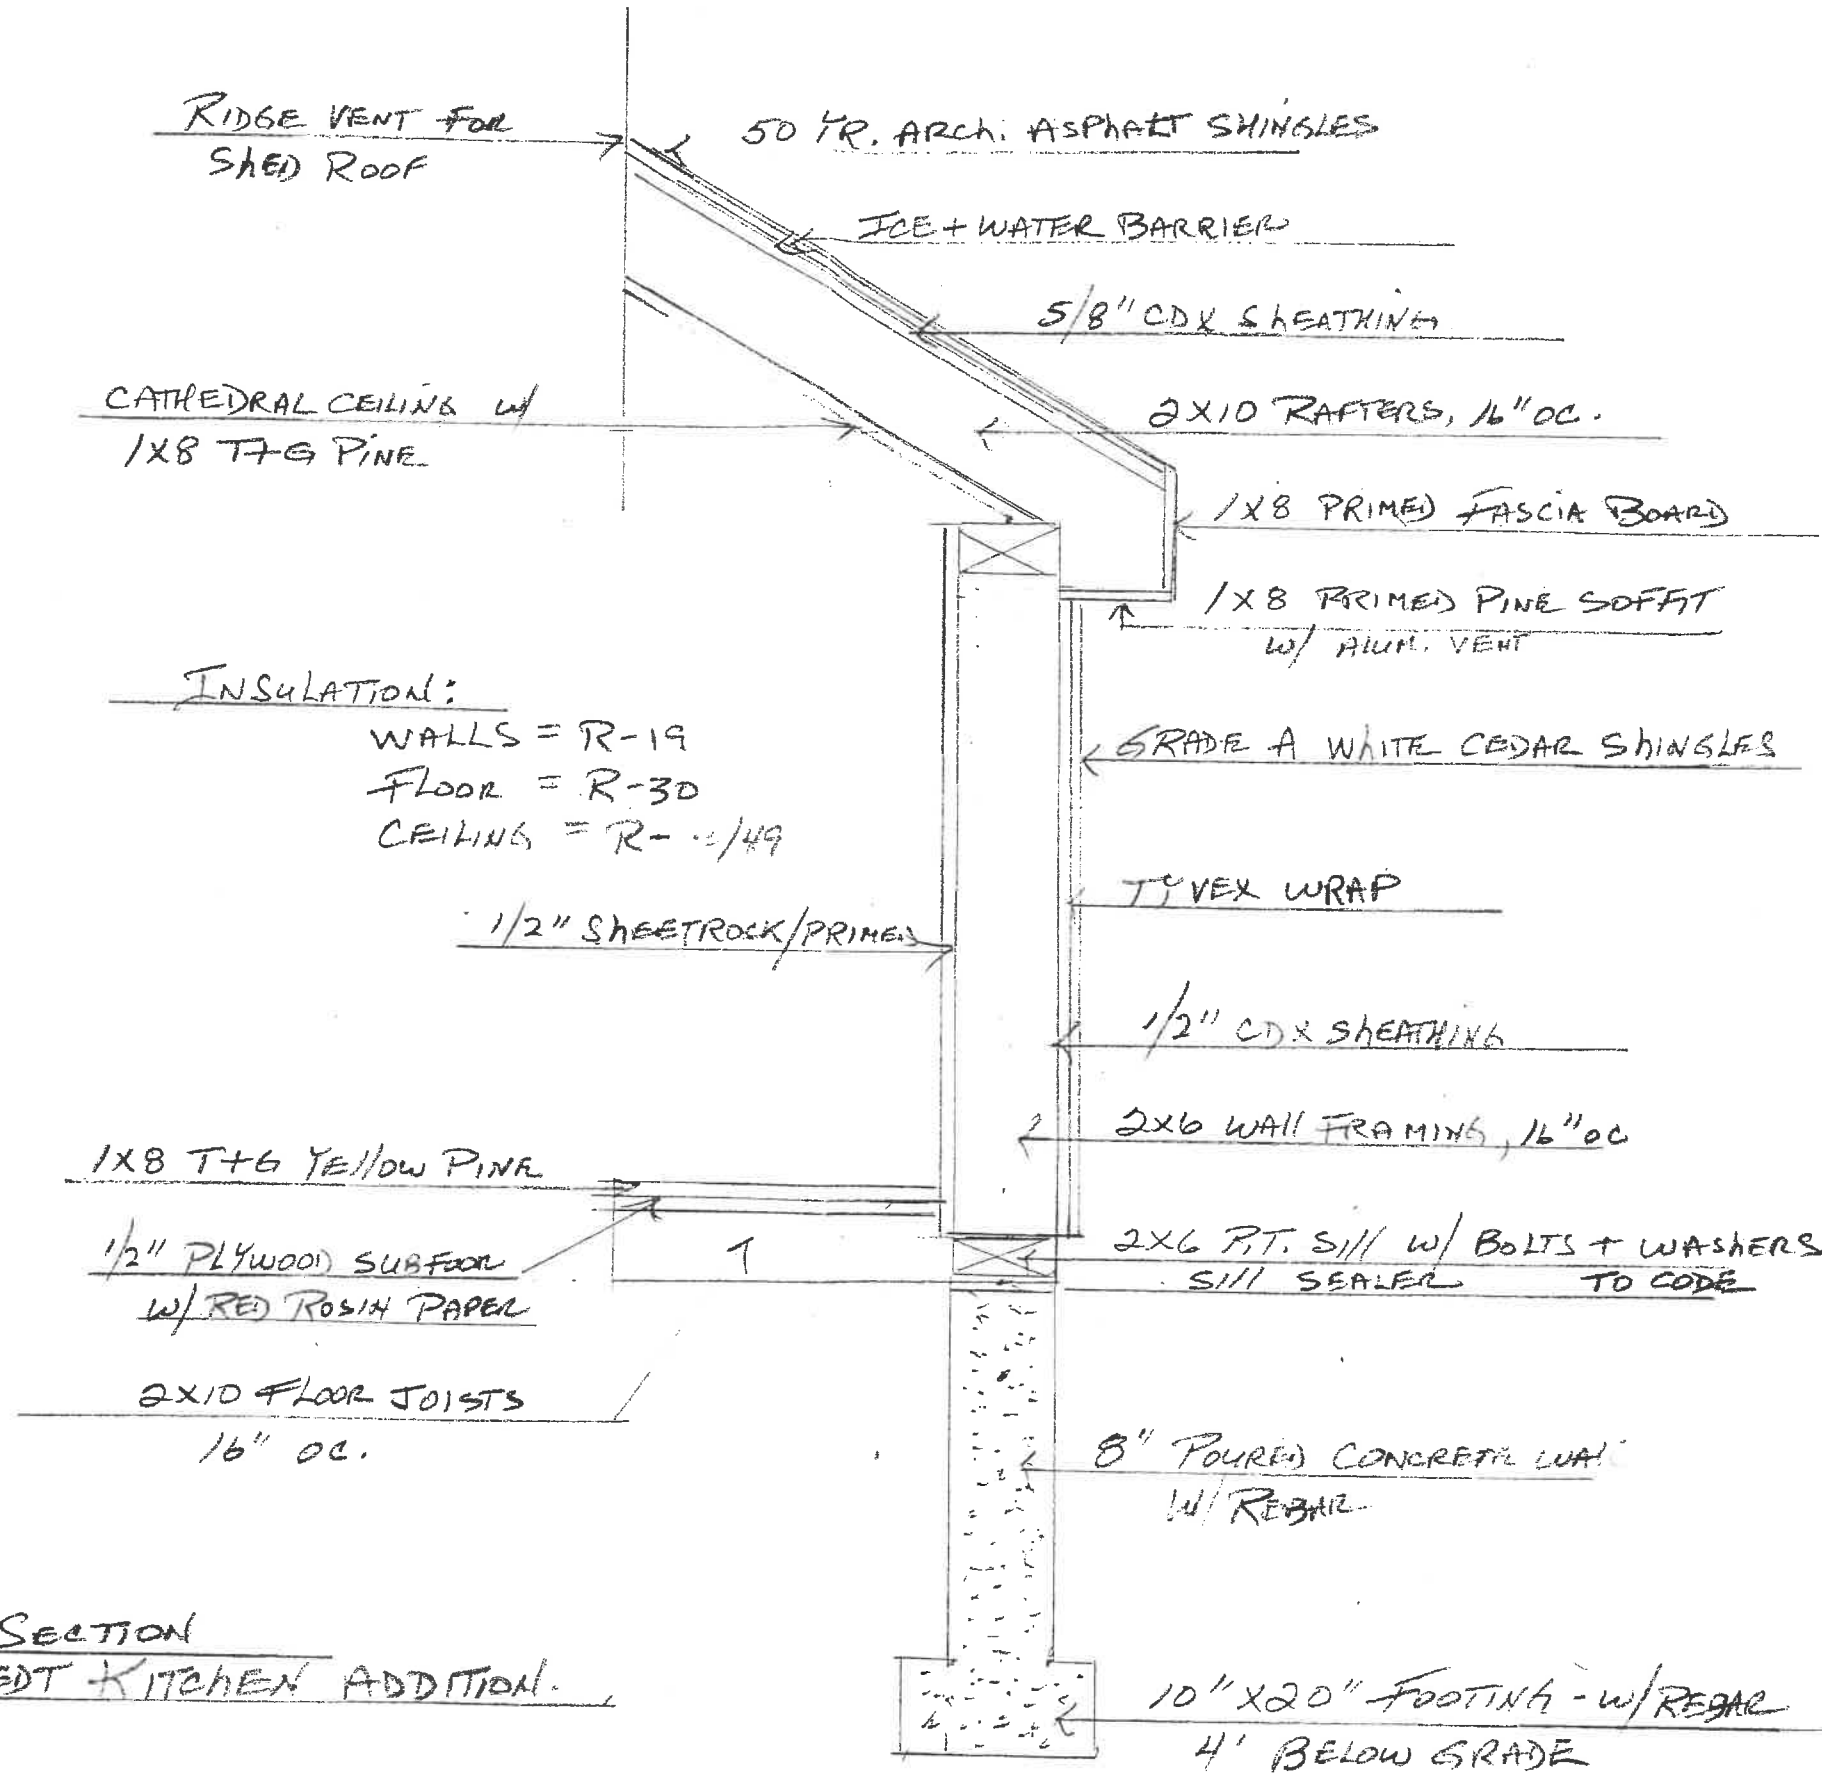 RIDGE VENT FOR
SHED ROOF
50 YR. ARCH. ASPHALT SHINGLES
ICE + WATER BARRIER
5/8" CDX SHEATHING
CATHEDRAL CEILING W/
1X8 T+G PINE
2X10 RAFTERS, 16" OC.
1X8 PRIMED FASCIA BOARD
1X8 PRIMED PINE SOFFIT
W/ ALUM. VENT
INSULATION:
WALLS = R-19
FLOOR = R-30
CEILING = R- /49
GRADE A WHITE CEDAR SHINGLES
TYVEX WRAP
1/2" SHEETROCK/PRIMED
1/2" CDX SHEATHING
2X6 WALL FRAMING, 16" OC
1X8 T+G YELLOW PINE
1/2" PLYWOOD SUBFOOR
W/ RED ROSIN PAPER
2X6 P.T. SILL W/ BOLTS + WASHERS
SILL SEALER TO CODE
2X10 FLOOR JOISTS
16" OC.
8" POURED CONCRETE WAL
W/ REBAR
SECTION
EDT KITCHEN ADDITION.
10" X 20" FOOTING - W/ REBAR
4' BELOW GRADE